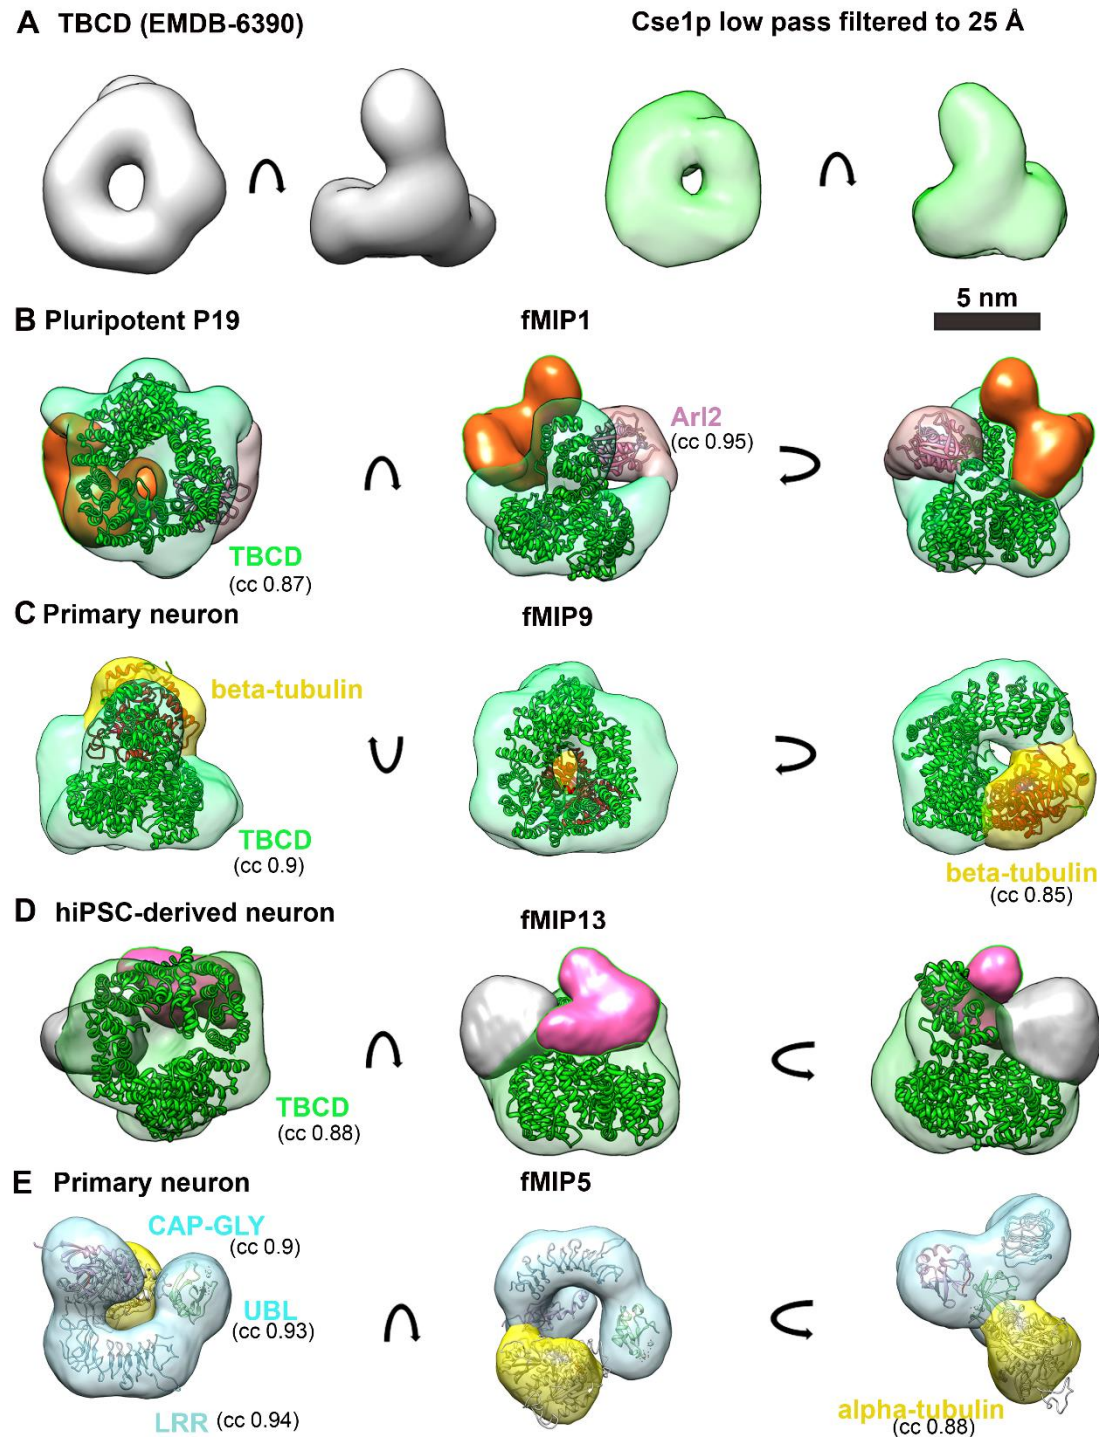 A TBCD (EMDB-6390)
Cse1p low pass filtered to 25 Å
5 nm
B Pluripotent P19
fMIP1
Arl2
(cc 0.95)
TBCD
(cc 0.87)
C Primary neuron
fMIP9
beta-tubulin
TBCD
(cc 0.9)
beta-tubulin
(cc 0.85)
D hiPSC-derived neuron
fMIP13
TBCD
(cc 0.88)
E Primary neuron
fMIP5
CAP-GLY
(cc 0.9)
UBL
(cc 0.93)
LRR (cc 0.94)
alpha-tubulin
(cc 0.88)